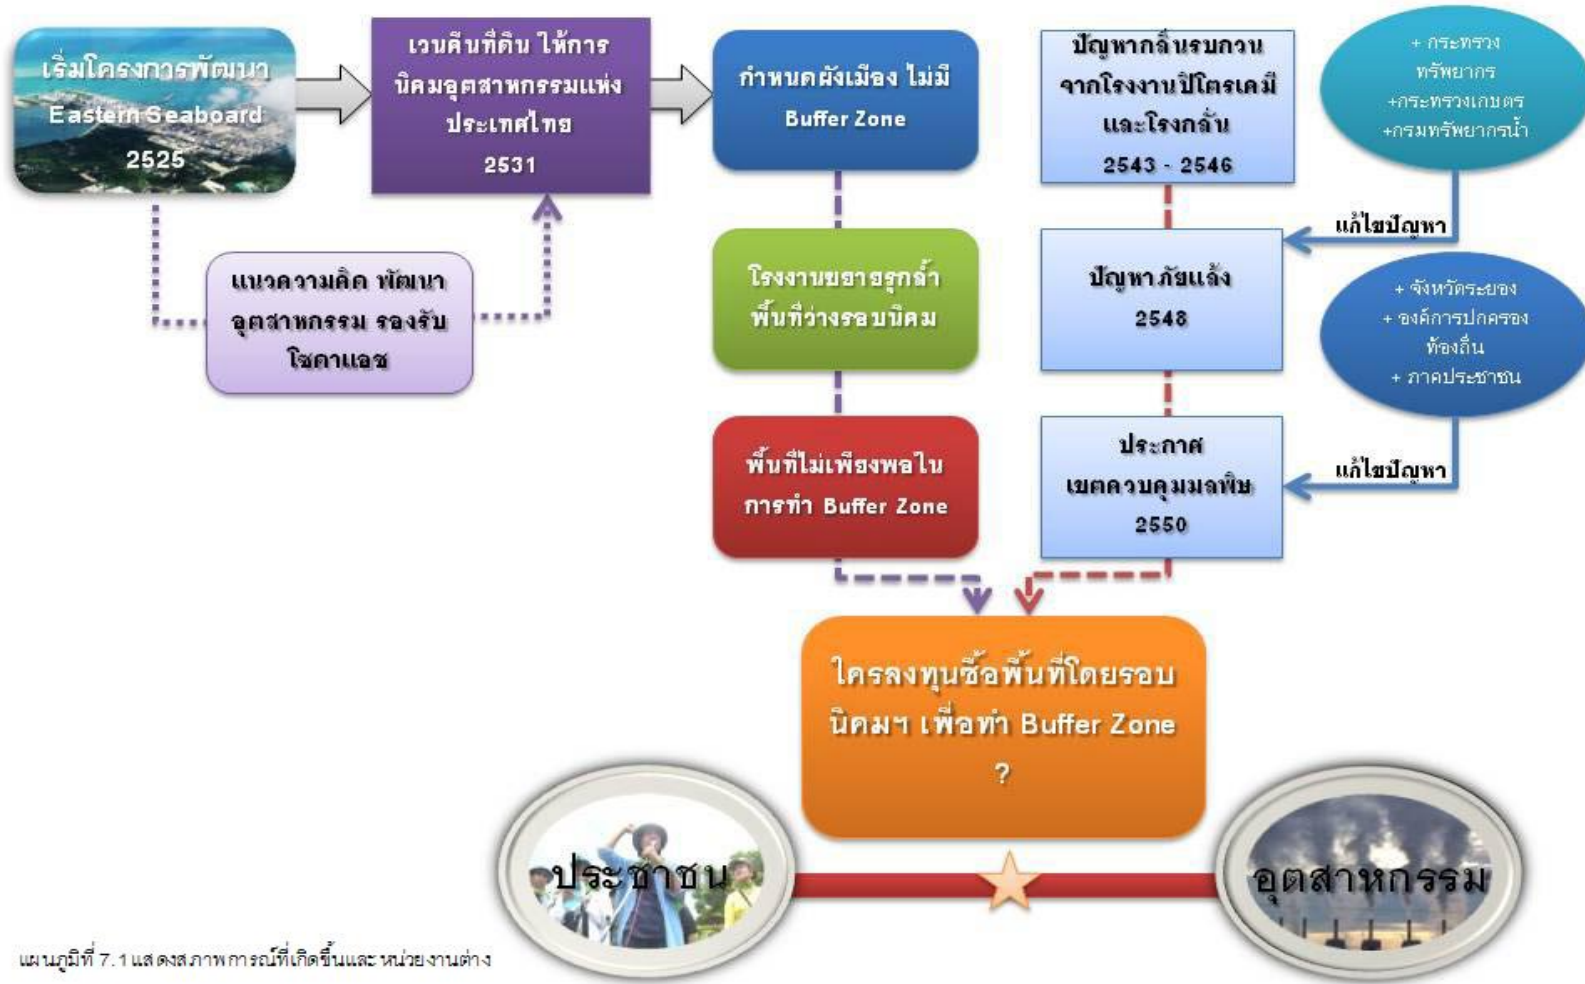 เริ่มโครงการพัฒนา
Eastern Seaboard
2525
เวนคืนที่ดิน ให้การ
นิคมอุตสาหกรรมแห่ง
ประเทศไทย
2531
กำหนดผังเมือง ไม่มี
Buffer Zone
ปัญหากลิ่นรบกวน
จากโรงงานปิโตรเคมี
และโรงกลั่น
2543 - 2546
+ กระทรวง
ทรัพยากร
+กระทรวงเกษตร
+กรมทรัพยากรน้ำ
แก้ไขปัญหา
แนวความคิด พัฒนา
อุตสาหกรรม รองรับ
โซดาแอช
โรงงานขยายรุกล้ำ
พื้นที่ว่างรอบนิคม
ปัญหาภัยแล้ง
2548
+ จังหวัดระยอง
+ องค์การปกครอง
ท้องถิ่น
+ ภาคประชาชน
แก้ไขปัญหา
พื้นที่ไม่เพียงพอใน
การทำ Buffer Zone
ประกาศ
เขตควบคุมมลพิษ
2550
ใครลงทุนซื้อพื้นที่โดยรอบ
นิคมฯ เพื่อทำ Buffer Zone
?
ประชาชน
อุตสาหกรรม
แผนภูมิที่ 7.1 แสดงสภาพการณ์ที่เกิดขึ้นและหน่วยงานต่าง